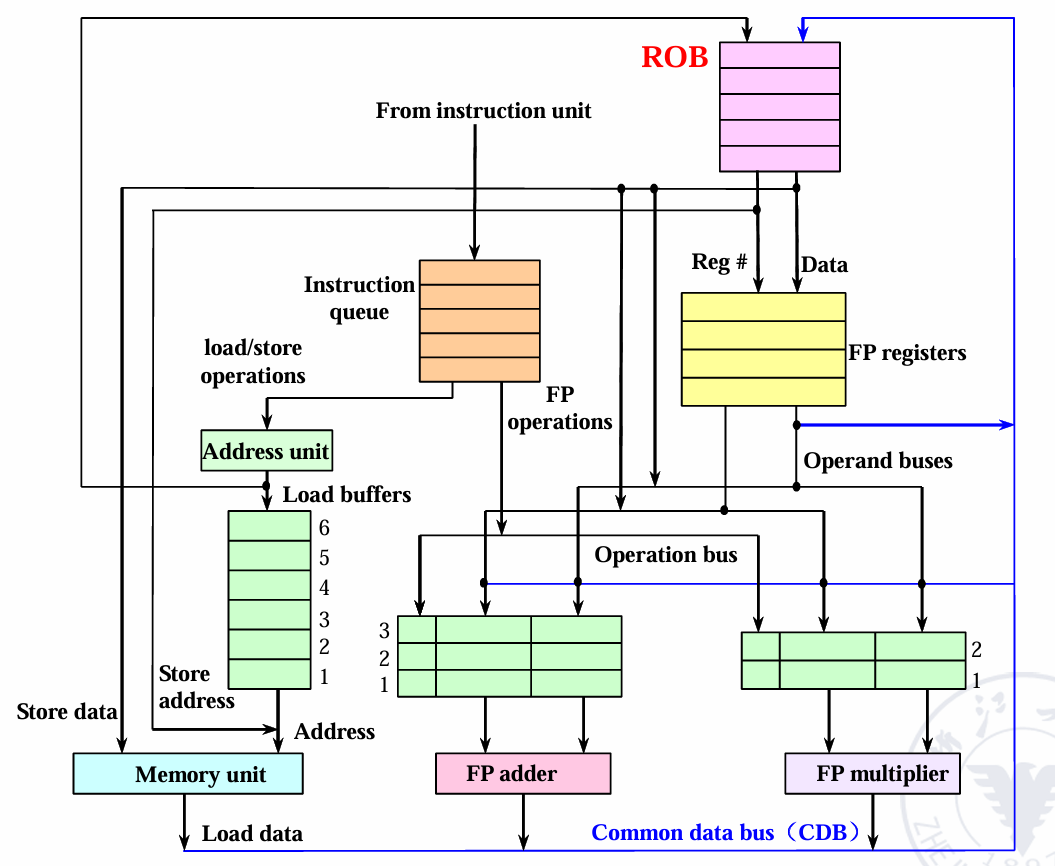 ROB
From instruction unit
Reg #
Data
Instruction
queue
load/store
operations
FP registers
FP
operations
Address unit
Operand buses
Load buffers
6
5
4
3
2
1
Operation bus
3
2
1
2
1
Store
address
Store data
Address
Memory unit
FP adder
FP multiplier
Load data
Common data bus（CDB）